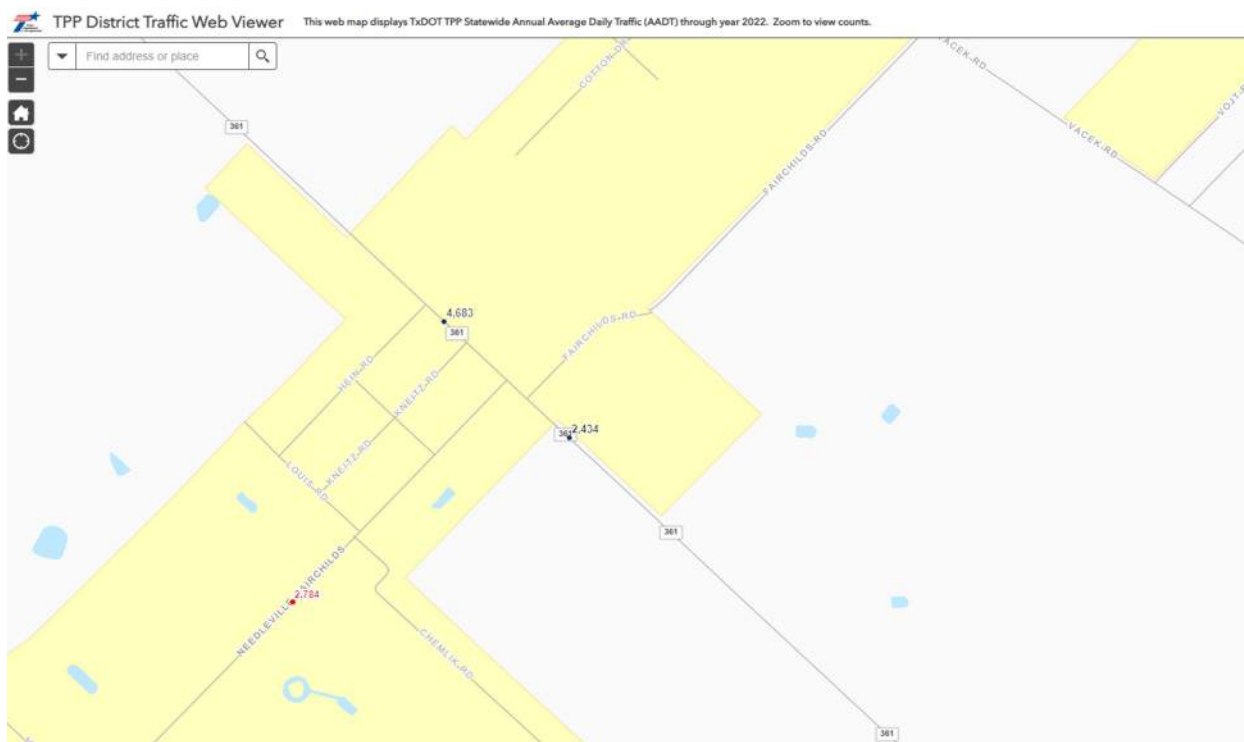 TPP District Traffic Web Viewer
This web map displays TxDOT TPP Statewide Annual Average Daily Traffic (AADT) through year 2022. Zoom to view counts.
Find address or place
COTTON
VACEK-RD
361
VACEK-RD
FAIRCHILDS-RD
4,683
361
FAIRCHILDS-RD
HEIN-RD
KNEITZ-RD
361
2,434
KNEITZ-RD
LOUIS-RD
361
NEEDLEVILLE FAIRCHILDS
2,784
CHEMLIK-RD
361